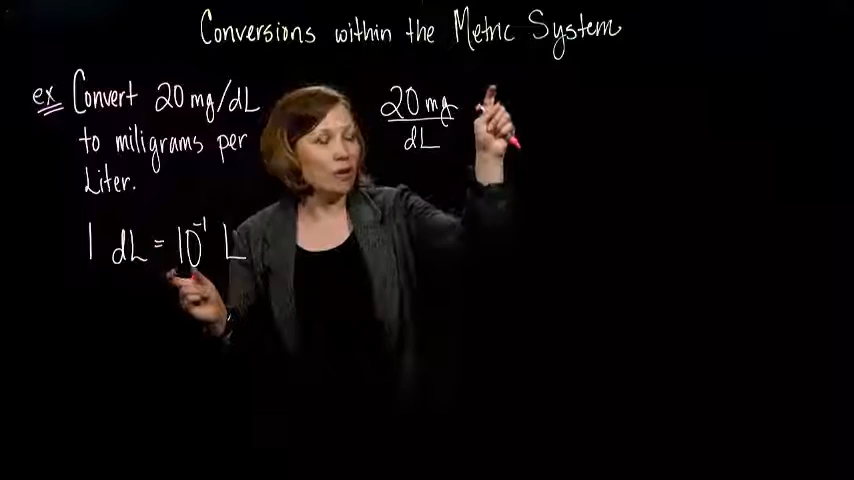 Conversions within the Metric System
ex Convert 20 mg/dL
to miligrams per
Liter.
1 dL = 10⁻¹ L
20 mg
dL